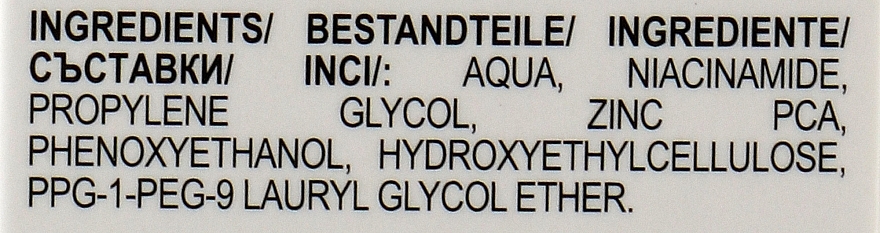 INGREDIENTS/ BESTANDTEILE/ INGREDIENTE/
СЪСТАВКИ/ INCI/: AQUA, NIACINAMIDE,
PROPYLENE GLYCOL, ZINC PCA,
PHENOXYETHANOL, HYDROXYETHYLCELLULOSE,
PPG-1-PEG-9 LAURYL GLYCOL ETHER.